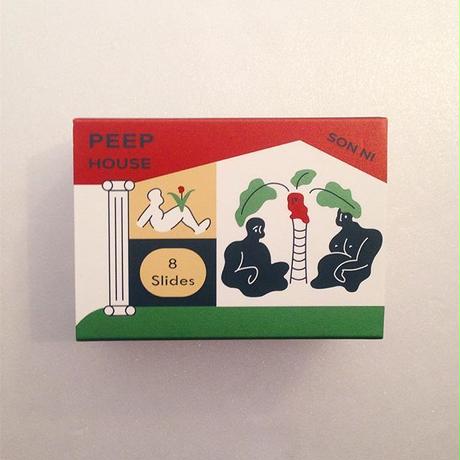 PEEP
HOUSE
SON NI
8
Slides